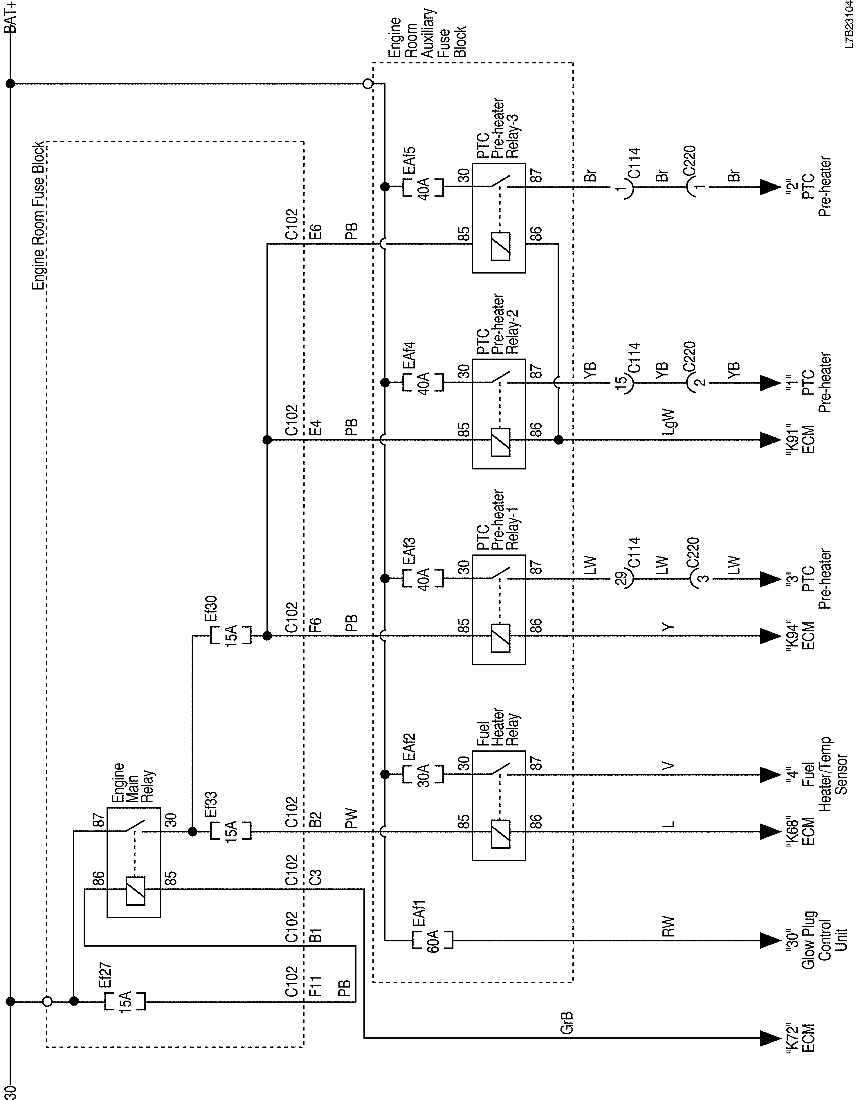 30
BAT+
L7B23104
Engine Room Fuse Block
Engine
Room
Auxiliary
Fuse
Block
Ef27
15A
C102
F11
PB
C102
B1
Engine
Main
Relay
86
85
87
30
C102
C3
GrB
"K72"
ECM
Ef33
15A
C102
B2
PW
Ef30
15A
C102
F6
PB
C102
E4
PB
C102
E6
PB
EAf1
60A
RW
"30"
Glow Plug
Control
Unit
EAf2
30A
Fuel
Heater
Relay
85
30
86
87
L
"K68"
ECM
V
"4"
Fuel
Heater/Temp
Sensor
EAf3
40A
PTC
Pre-heater
Relay-1
85
30
86
87
Y
"K94"
ECM
LW
29
C114
LW
C220
3
LW
"3"
PTC
Pre-heater
EAf4
40A
PTC
Pre-heater
Relay-2
85
30
86
87
LgW
"K91"
ECM
YB
15
C114
YB
C220
2
YB
"1"
PTC
Pre-heater
EAf5
40A
PTC
Pre-heater
Relay-3
85
30
86
87
Br
1
C114
Br
C220
1
Br
"2"
PTC
Pre-heater